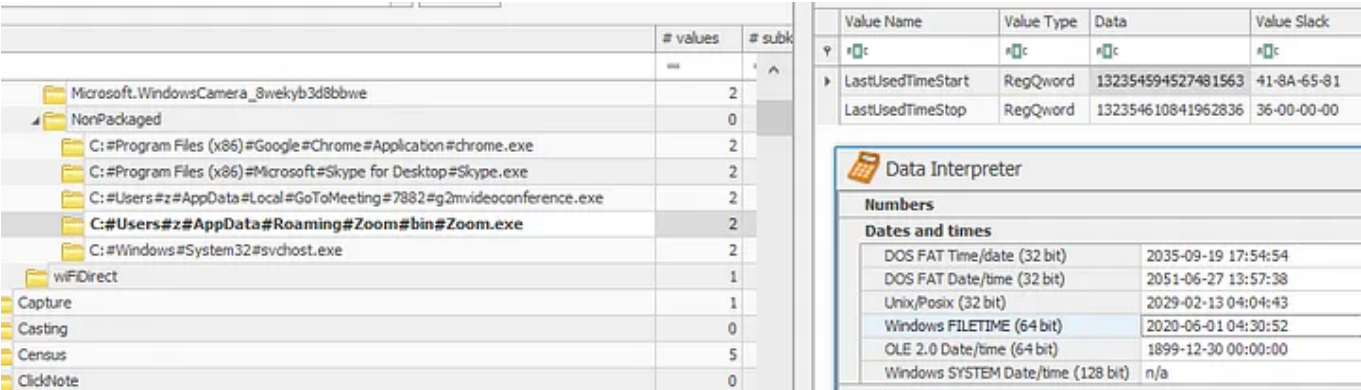 # values # subk
Microsoft.WindowsCamera_8wekyb3d8bbwe 2
NonPackaged 0
C:#Program Files (x86)#Google#Chrome#Application#chrome.exe 2
C:#Program Files (x86)#Microsoft#Skype for Desktop#Skype.exe 2
C:#Users#z#AppData#Local#GoToMeeting#7882#g2mvideoconference.exe 2
C:#Users#z#AppData#Roaming#Zoom#bin#Zoom.exe 2
C:#Windows#System32#svchost.exe 2
wiFiDirect 1
Capture 1
Casting 0
Census 5
ClickNote 0
Value Name Value Type Data Value Slack
LastUsedTimeStart RegQword 132354594527481563 41-8A-65-81
LastUsedTimeStop RegQword 132354610841962836 36-00-00-00
Data Interpreter
Numbers
Dates and times
DOS FAT Time/date (32 bit) 2035-09-19 17:54:54
DOS FAT Date/time (32 bit) 2051-06-27 13:57:38
Unix/Posix (32 bit) 2029-02-13 04:04:43
Windows FILETIME (64 bit) 2020-06-01 04:30:52
OLE 2.0 Date/time (64 bit) 1899-12-30 00:00:00
Windows SYSTEM Date/time (128 bit) n/a